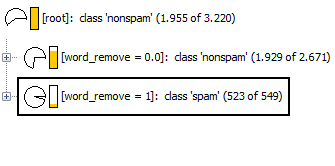 [root]: class 'nonspam' (1.955 of 3.220)
[word_remove = 0.0]: class 'nonspam' (1.929 of 2.671)
[word_remove = 1]: class 'spam' (523 of 549)